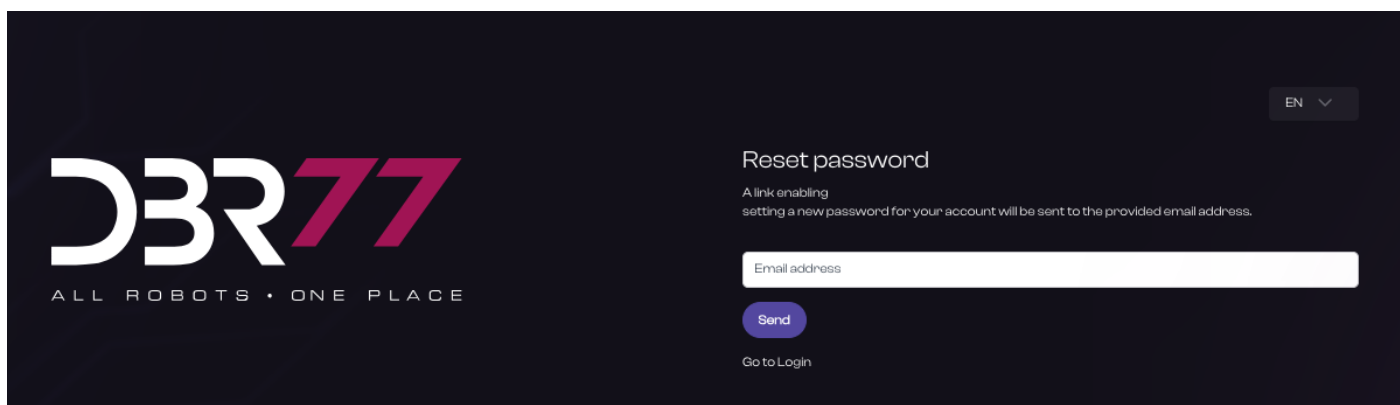 EN
DBR77
ALL ROBOTS • ONE PLACE
Reset password
A link enabling
setting a new password for your account will be sent to the provided email address.
Email address
Send
Go to Login